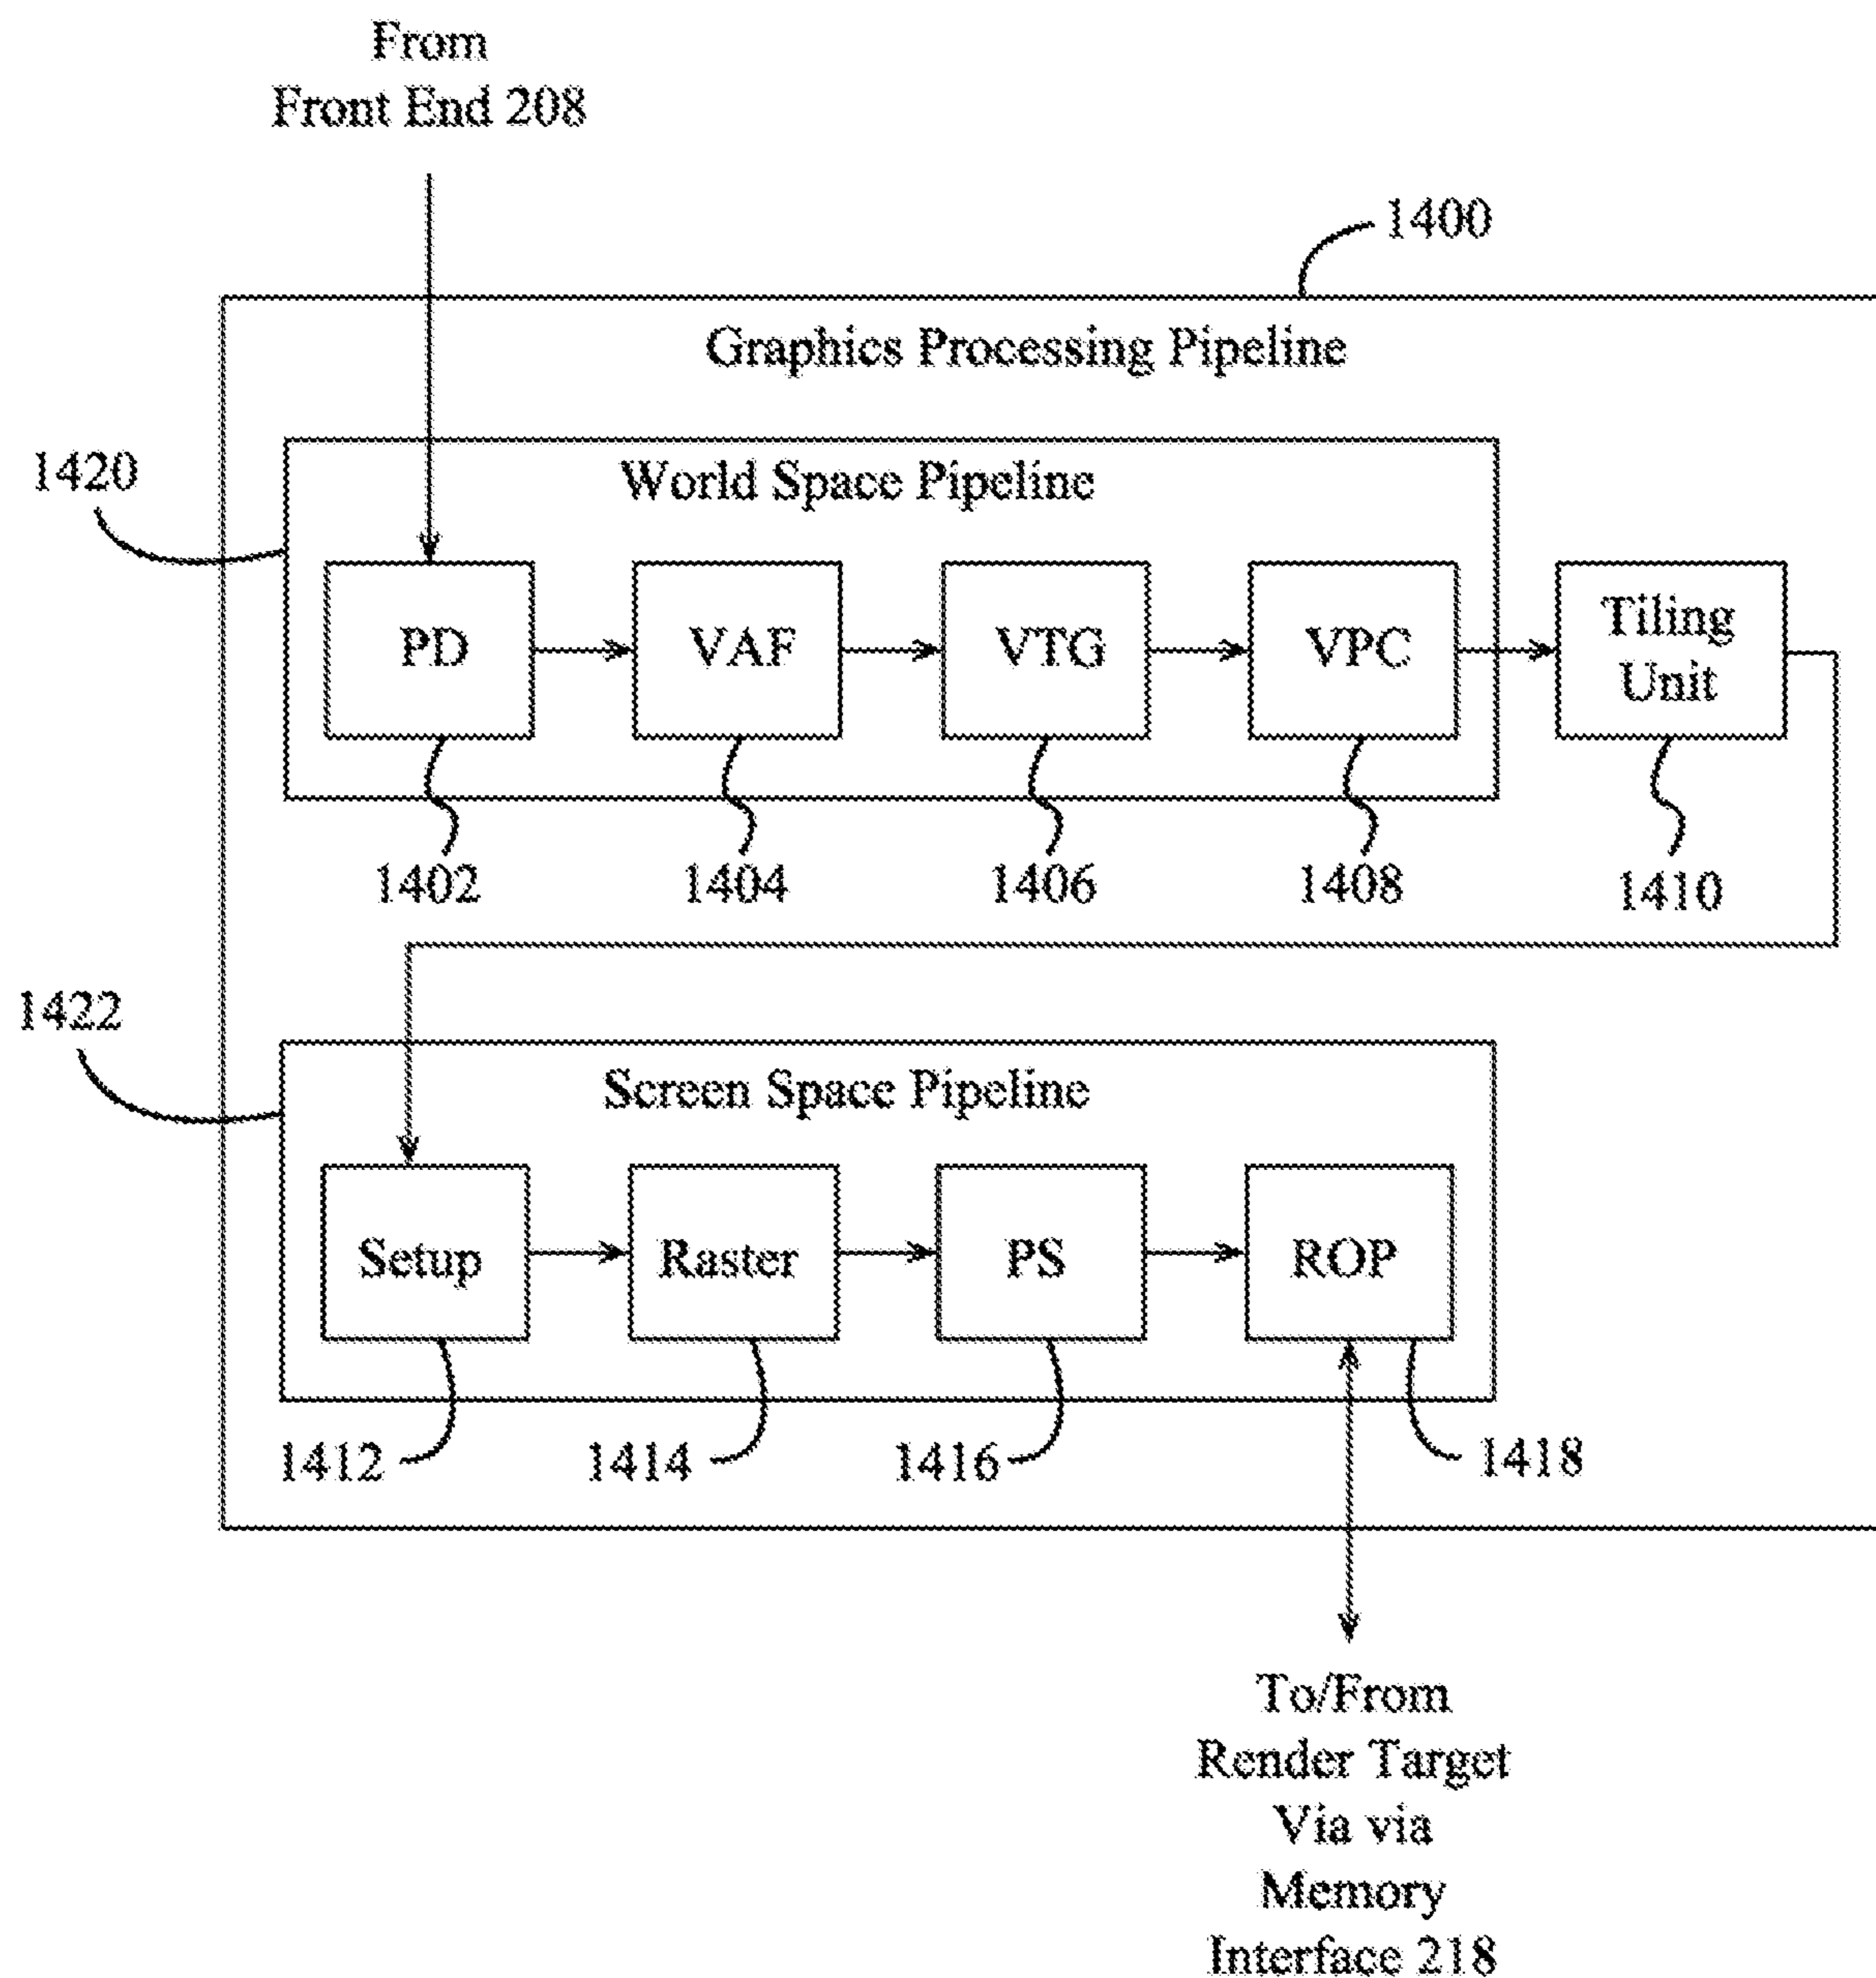 From
Front End 208
1400
Graphics Processing Pipeline
1420
World Space Pipeline
PD
VAF
VTG
VPC
Tiling
Unit
1402
1404
1406
1408
1410
1422
Screen Space Pipeline
Setup
Raster
PS
ROP
1412
1414
1416
1418
To/From
Render Target
Via via
Memory
Interface 218